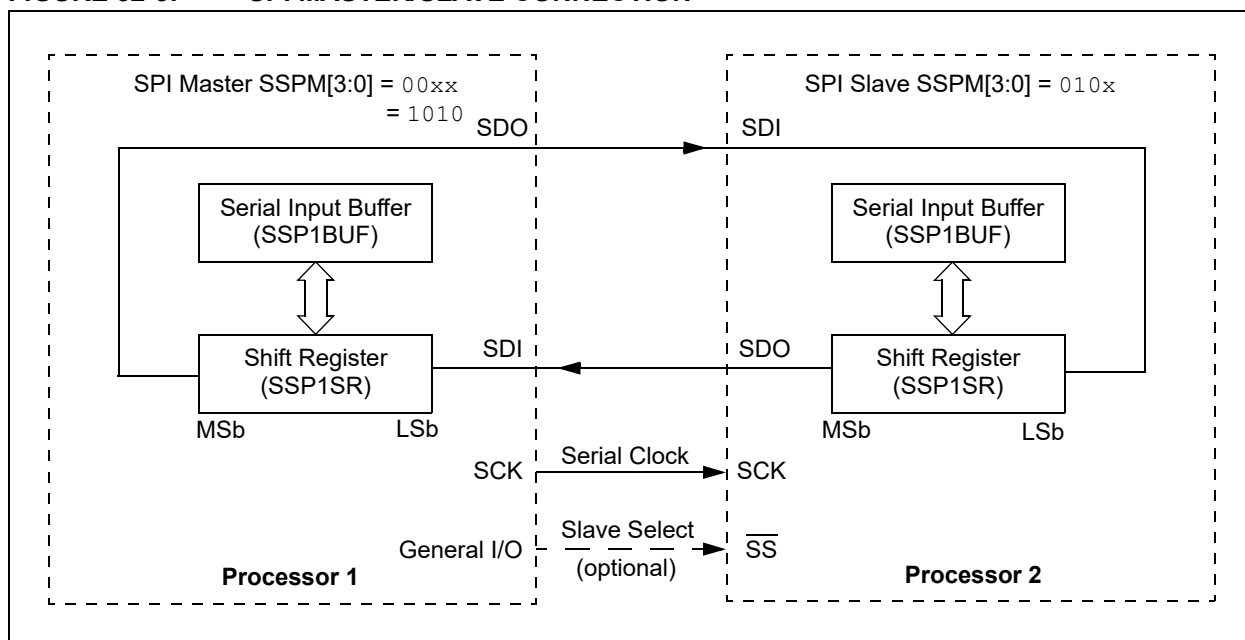 SPI Master SSPM[3:0] = 00xx
= 1010
SPI Slave SSPM[3:0] = 010x
SDO
SDI
Serial Input Buffer
(SSP1BUF)
Serial Input Buffer
(SSP1BUF)
SDI
SDO
Shift Register
(SSP1SR)
Shift Register
(SSP1SR)
MSb
LSb
MSb
LSb
SCK
Serial Clock
SCK
General I/O
Slave Select
(optional)
SS
Processor 1
Processor 2